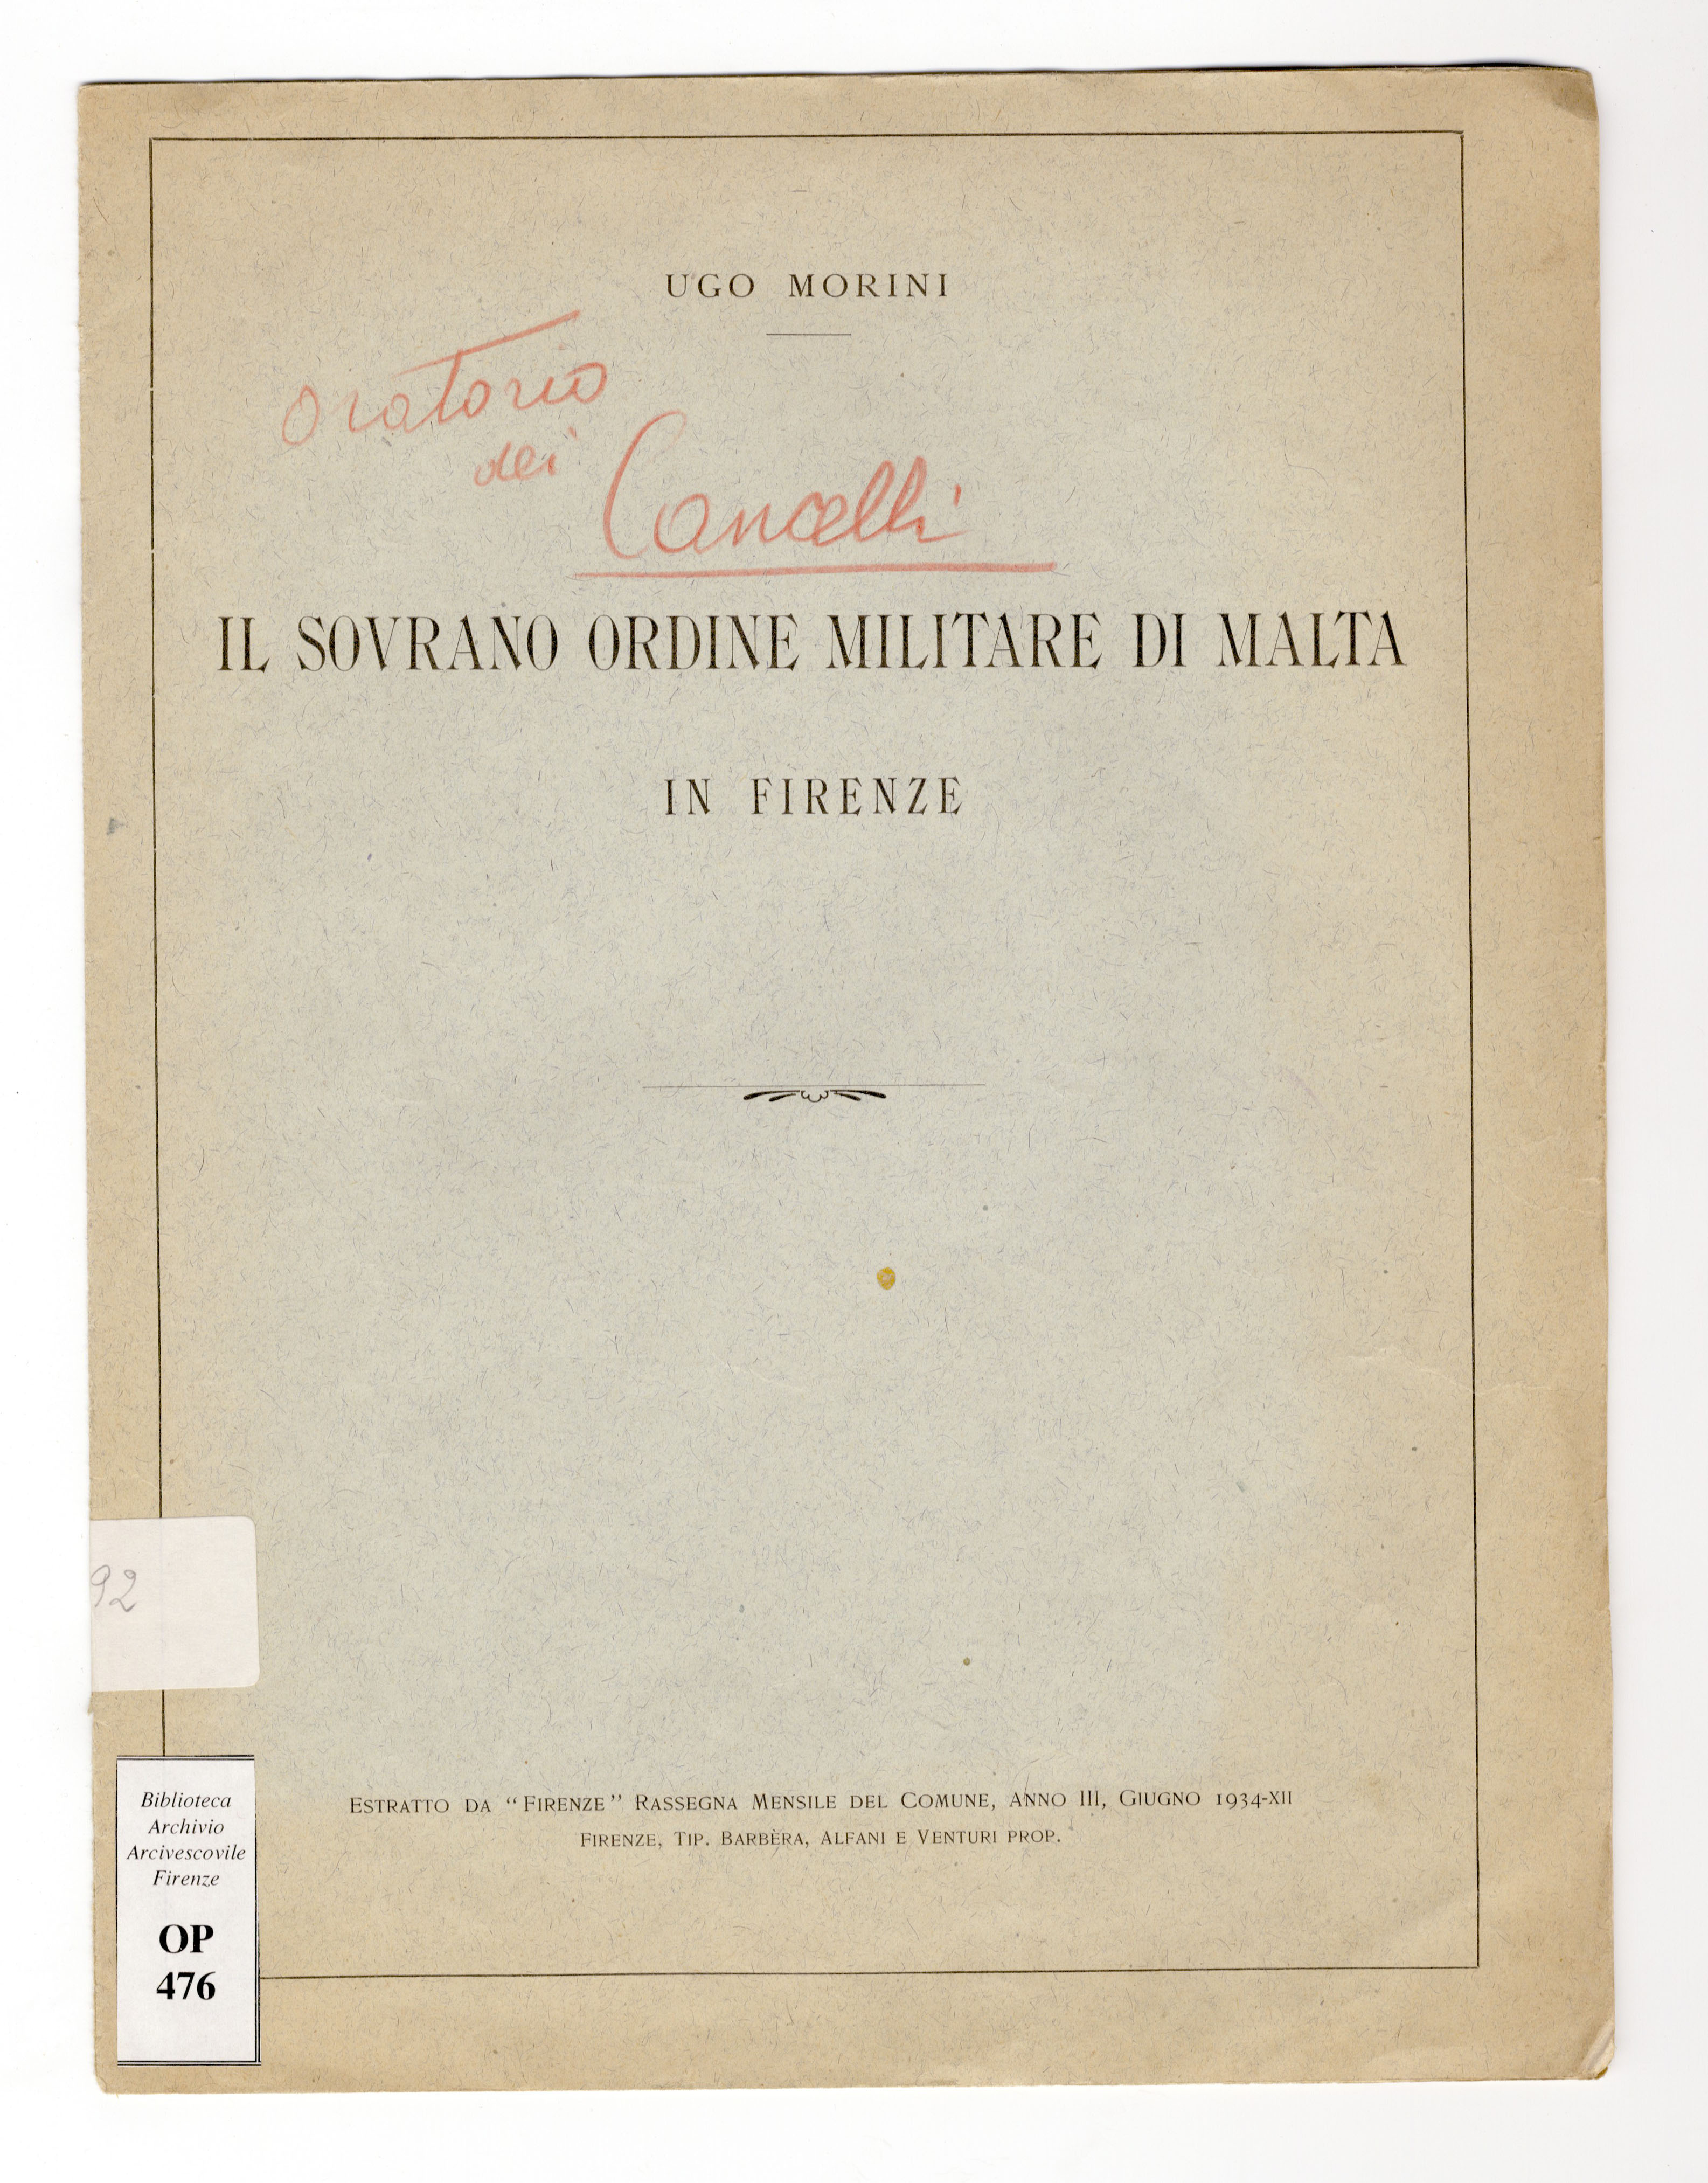 UGO MORINI
oratorio
dei
Cancelli
IL SOVRANO ORDINE MILITARE DI MALTA
IN FIRENZE
92
ESTRATTO DA “FIRENZE” RASSEGNA MENSILE DEL COMUNE, ANNO III, GIUGNO 1934-XII
FIRENZE, TIP. BARBÈRA, ALFANI E VENTURI PROP.
Biblioteca
Archivio
Arcivescovile
Firenze
OP
476